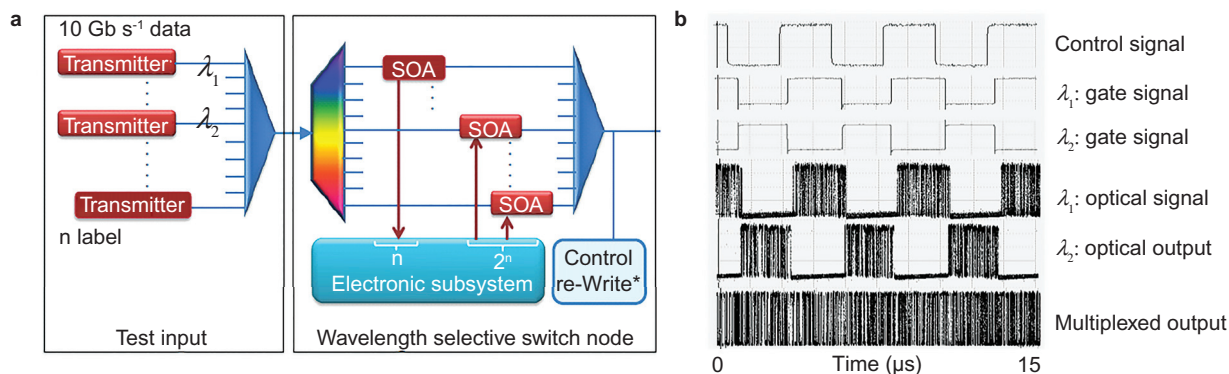 a
10 Gb s⁻¹ data
Transmitter
λ₁
Transmitter
λ₂
Transmitter
n label
Test input
SOA
SOA
SOA
n
2ⁿ
Electronic subsystem
Control
re-Write*
Wavelength selective switch node
b
Control signal
λ₁: gate signal
λ₂: gate signal
λ₁: optical signal
λ₂: optical output
Multiplexed output
0
Time (µs)
15